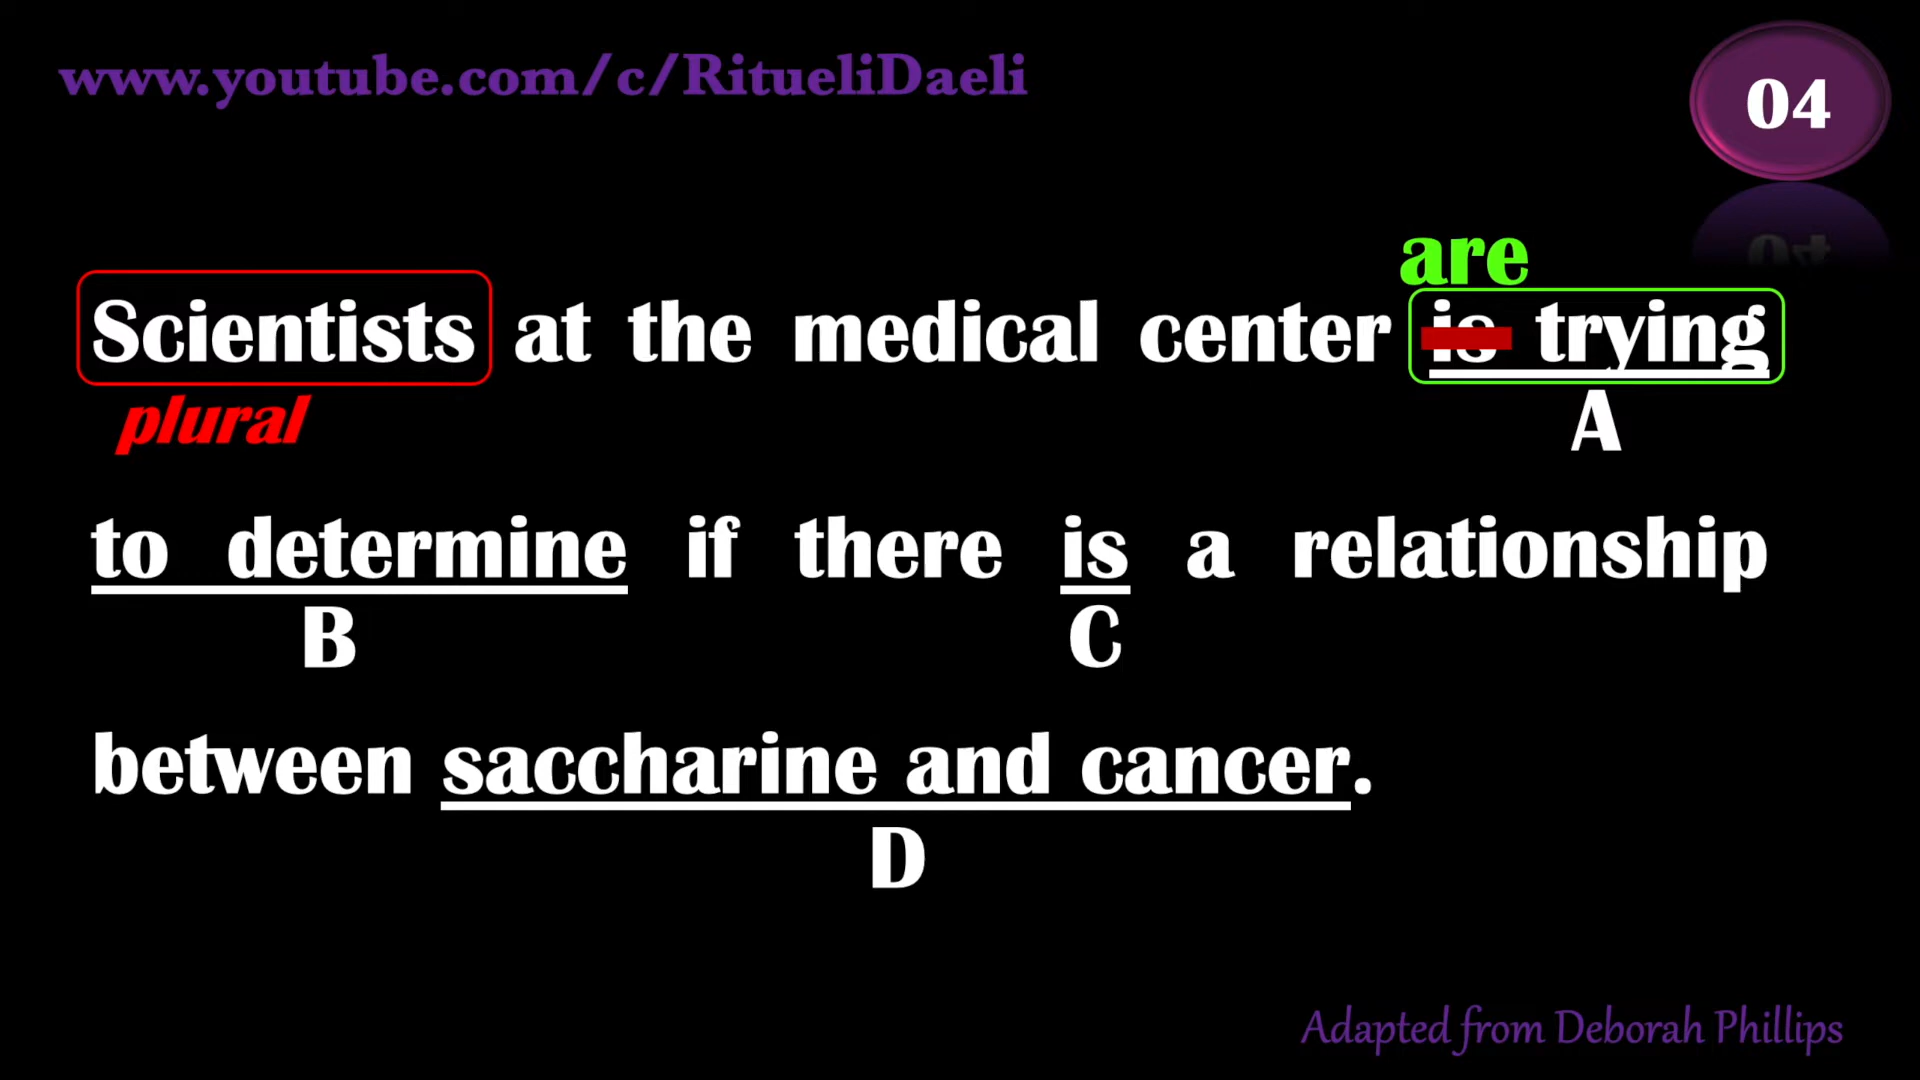 www.youtube.com/c/RitueliDaeli
04
are
Scientists at the medical center is trying
plural
A
to determine if there is a relationship
B C
between saccharine and cancer.
D
Adapted from Deborah Phillips